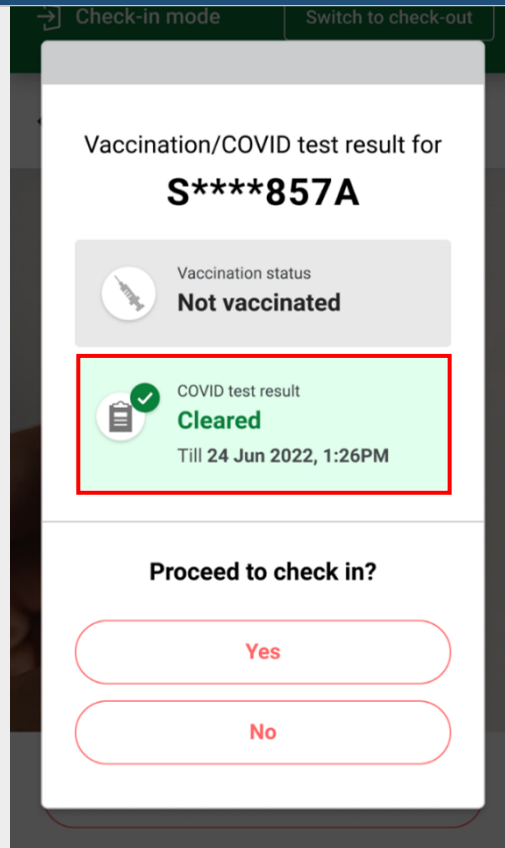 Check-in mode
Switch to check-out
Vaccination/COVID test result for
S****857A
Vaccination status
Not vaccinated
COVID test result
Cleared
Till 24 Jun 2022, 1:26PM
Proceed to check in?
Yes
No